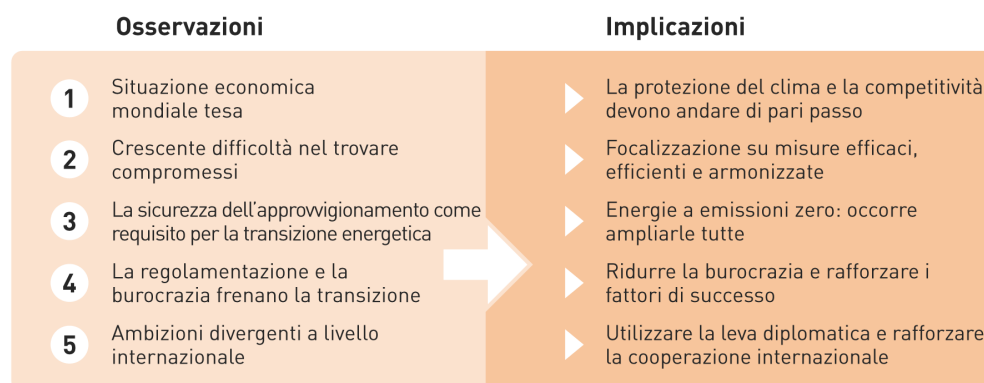 Osservazioni
Implicazioni
1
Situazione economica
mondiale tesa
La protezione del clima e la competitività
devono andare di pari passo
2
Crescente difficoltà nel trovare
compromessi
Focalizzazione su misure efficaci,
efficienti e armonizzate
3
La sicurezza dell'approvvigionamento come
requisito per la transizione energetica
Energie a emissioni zero: occorre
ampliarle tutte
4
La regolamentazione e la
burocrazia frenano la transizione
Ridurre la burocrazia e rafforzare i
fattori di successo
5
Ambizioni divergenti a livello
internazionale
Utilizzare la leva diplomatica e rafforzare
la cooperazione internazionale